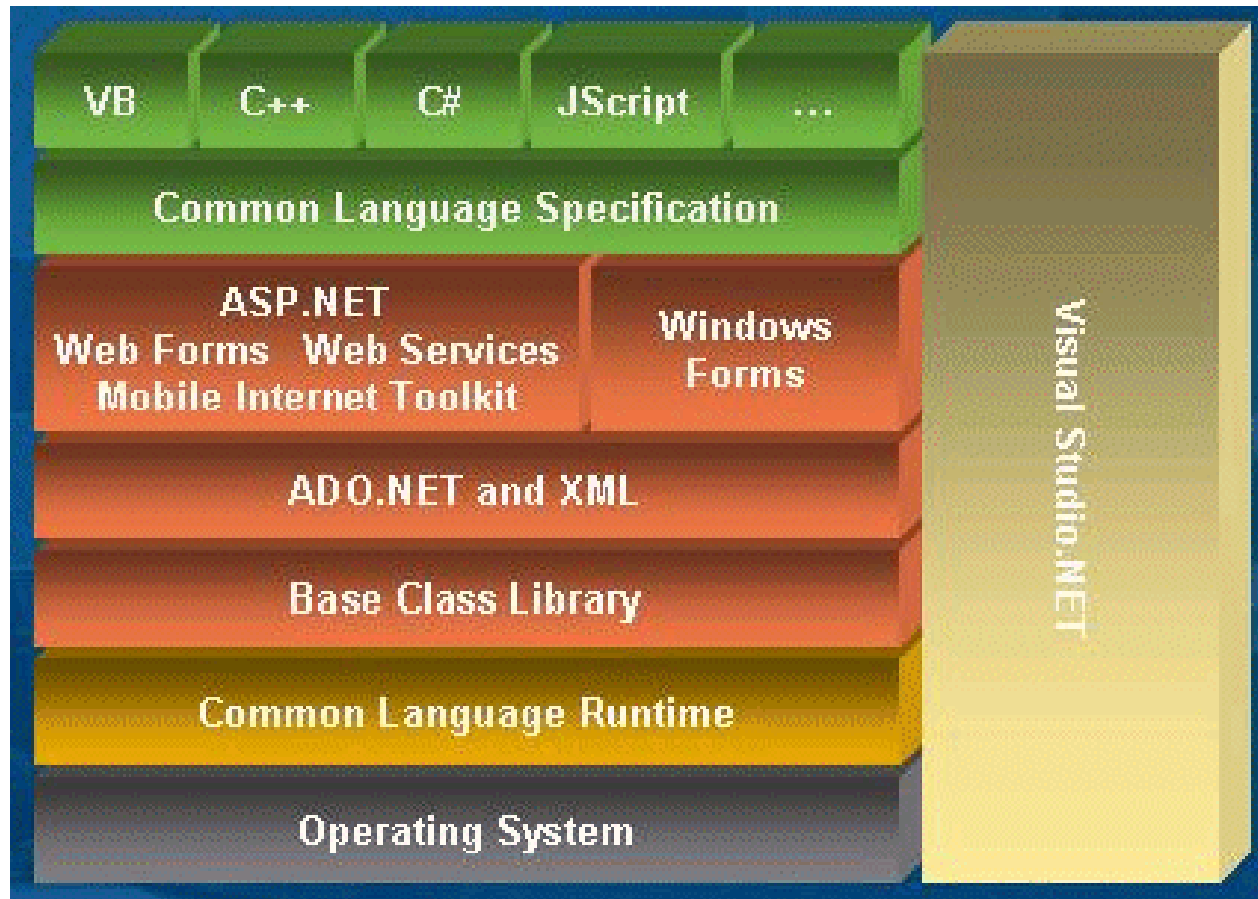 VB
C++
C#
JScript
...
Common Language Specification
ASP.NET
Web Forms Web Services
Mobile Internet Toolkit
Windows
Forms
ADO.NET and XML
Base Class Library
Common Language Runtime
Operating System
Visual Studio.NET